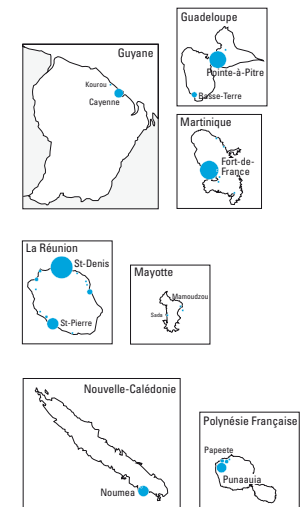 Guadeloupe
Pointe-à-Pitre
Basse-Terre
Guyane
Kourou
Cayenne
Martinique
Fort-de-
France
La Réunion
St-Denis
St-Pierre
Mayotte
Mamoudzou
Sada
Nouvelle-Calédonie
Noumea
Polynésie Française
Papeete
Punaauia